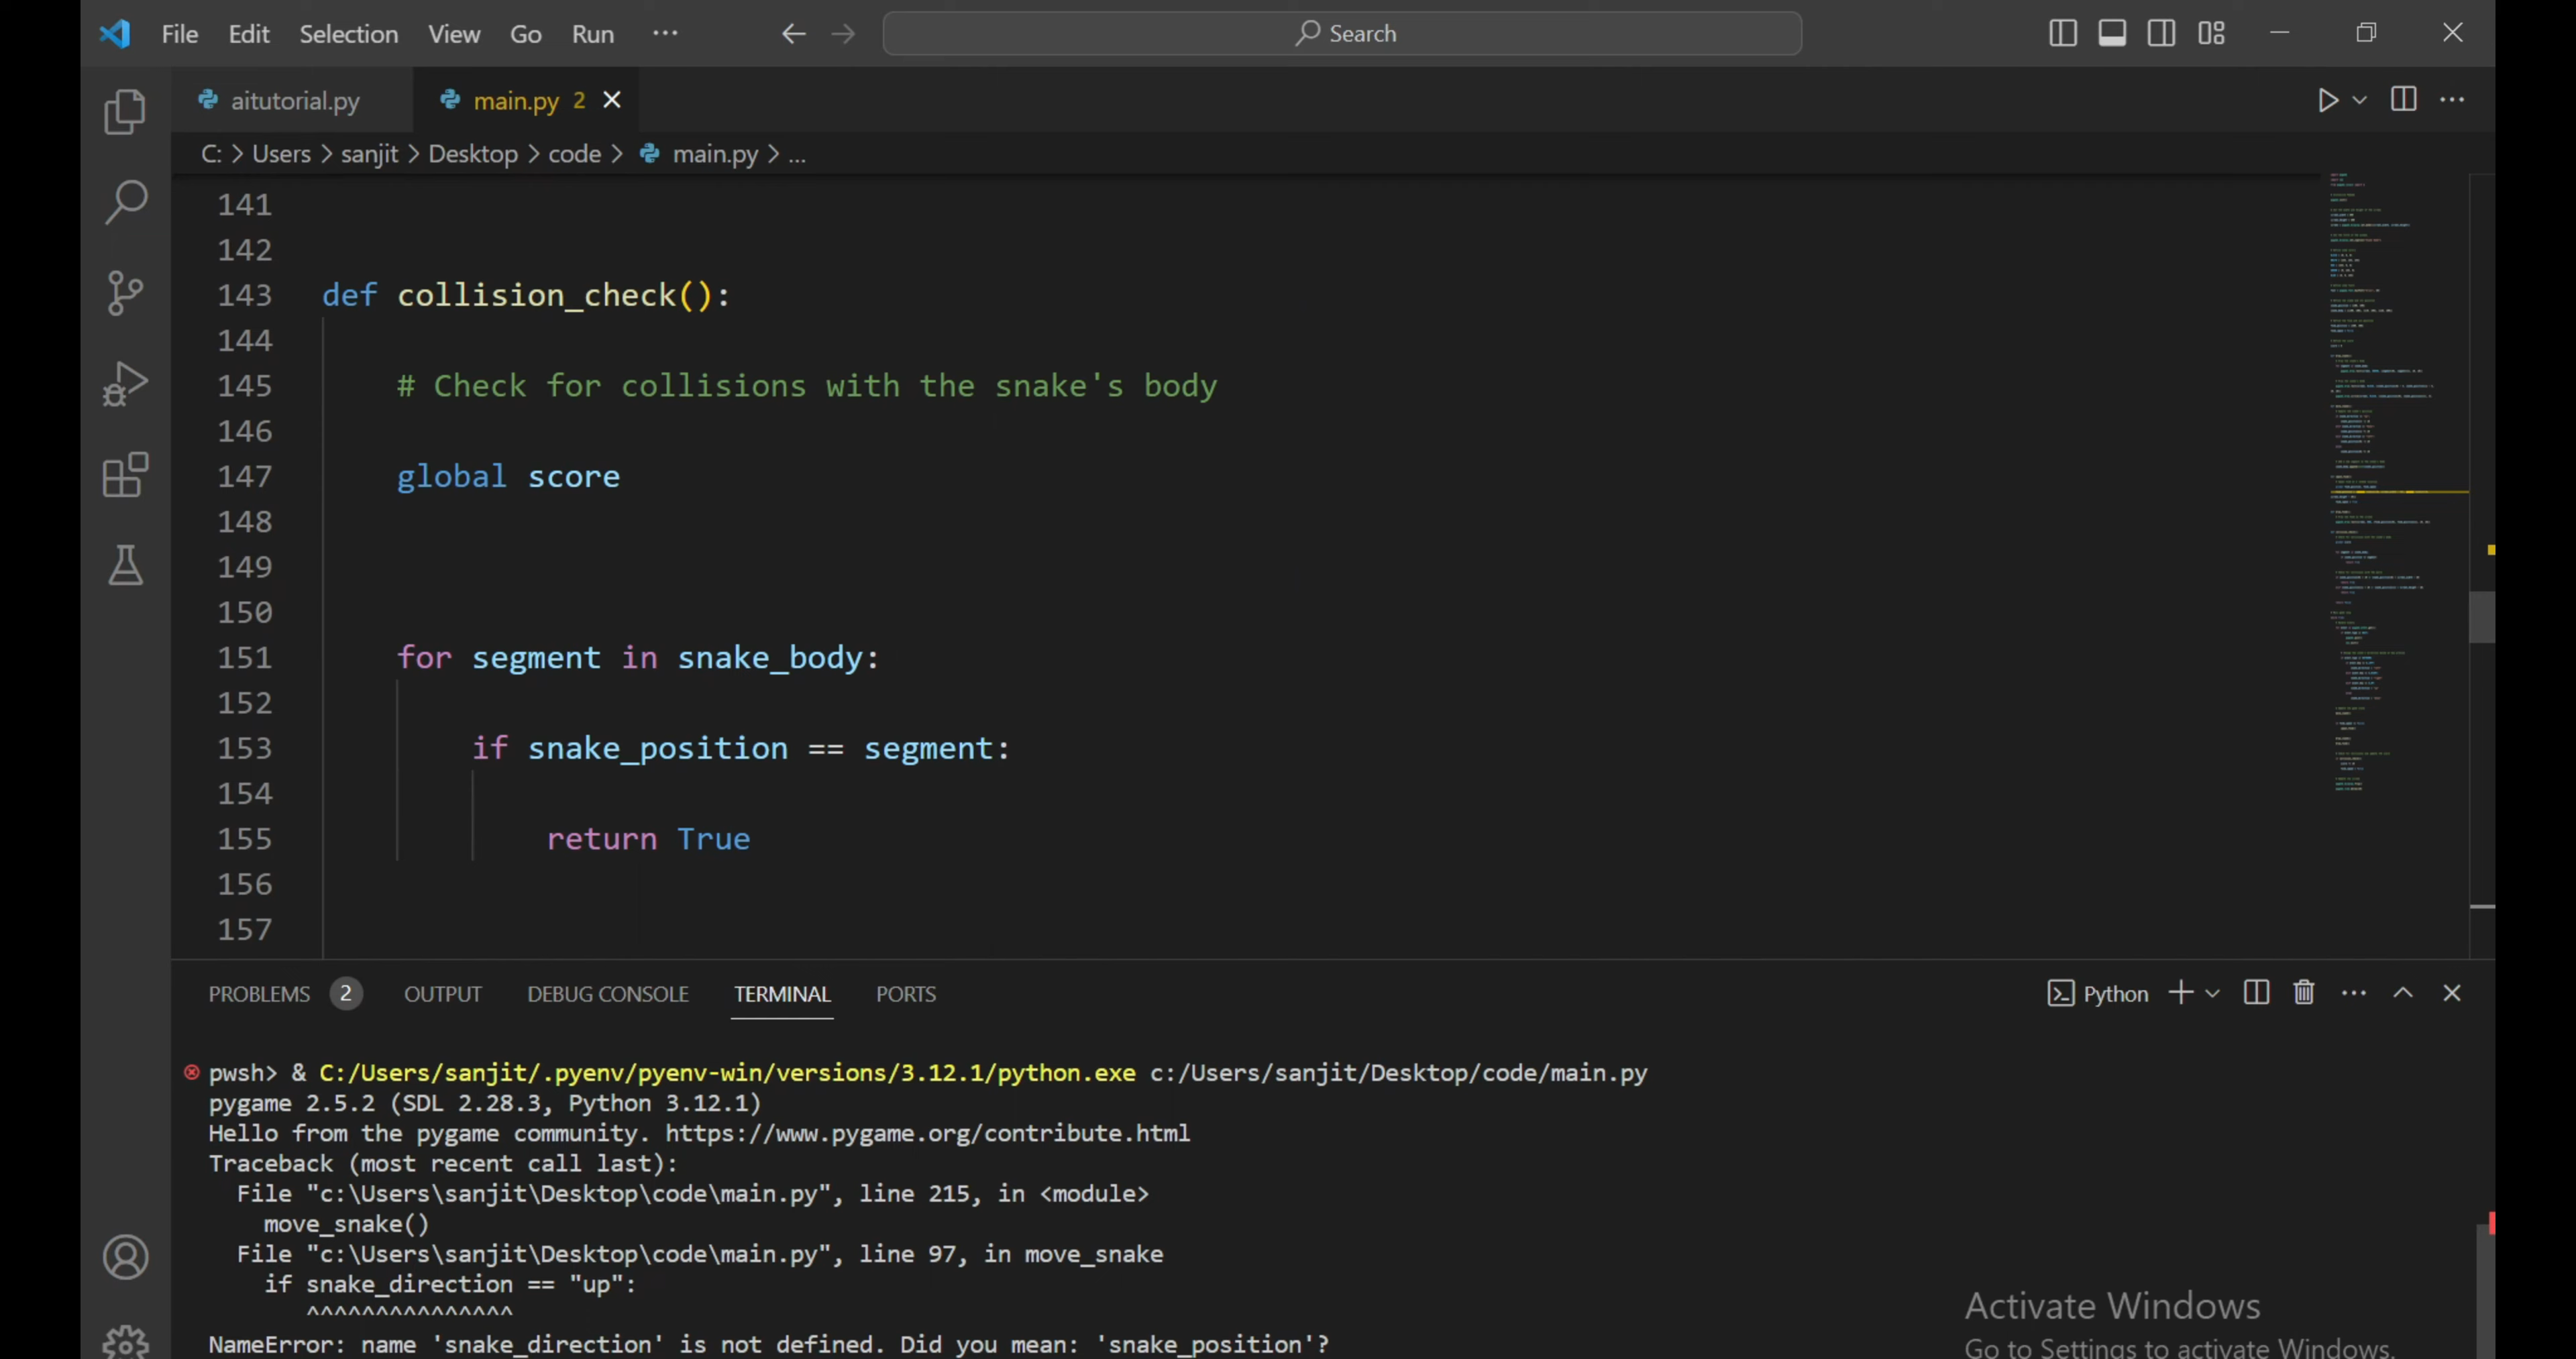 File Edit Selection View Go Run ··· Search
aitutorial.py main.py 2
C: > Users > sanjit > Desktop > code > main.py > ...
141
142
143 def collision_check():
144
145 # Check for collisions with the snake's body
146
147 global score
148
149
150
151 for segment in snake_body:
152
153 if snake_position == segment:
154
155 return True
156
157
PROBLEMS 2 OUTPUT DEBUG CONSOLE TERMINAL PORTS Python
pwsh> & C:/Users/sanjit/.pyenv/pyenv-win/versions/3.12.1/python.exe c:/Users/sanjit/Desktop/code/main.py
pygame 2.5.2 (SDL 2.28.3, Python 3.12.1)
Hello from the pygame community. https://www.pygame.org/contribute.html
Traceback (most recent call last):
File "c:\Users\sanjit\Desktop\code\main.py", line 215, in <module>
move_snake()
File "c:\Users\sanjit\Desktop\code\main.py", line 97, in move_snake
if snake_direction == "up":
^^^^^^^^^^^^^^^
NameError: name 'snake_direction' is not defined. Did you mean: 'snake_position'?
Activate Windows
Go to Settings to activate Windows.